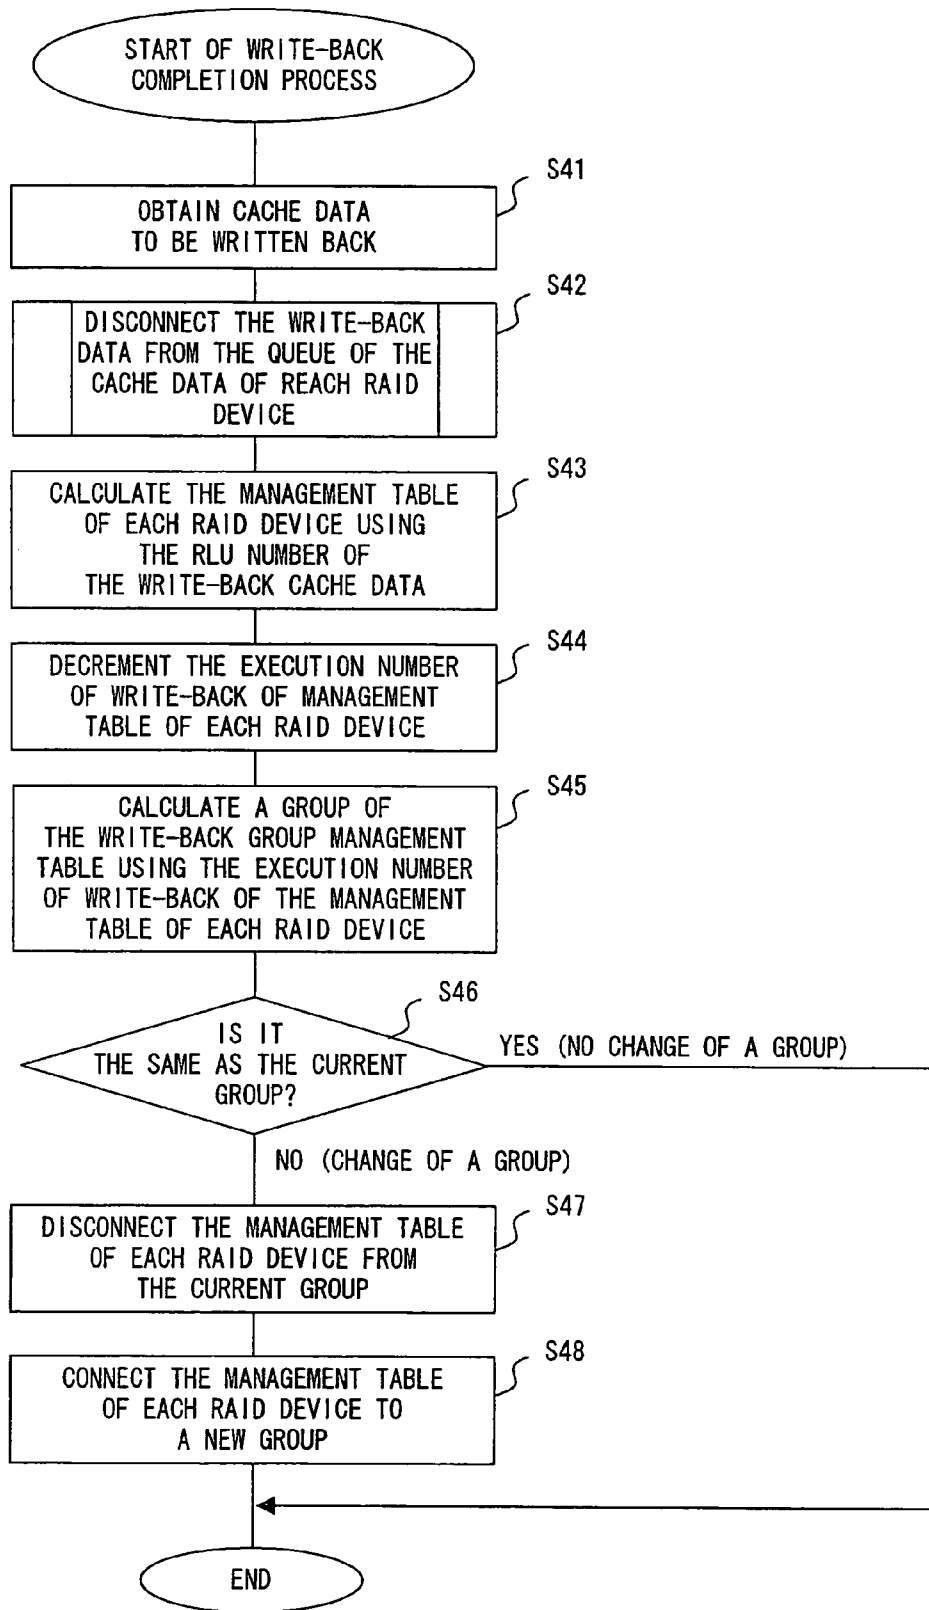 START OF WRITE-BACK
COMPLETION PROCESS
S41
OBTAIN CACHE DATA
TO BE WRITTEN BACK
S42
DISCONNECT THE WRITE-BACK
DATA FROM THE QUEUE OF THE
CACHE DATA OF REACH RAID
DEVICE
S43
CALCULATE THE MANAGEMENT TABLE
OF EACH RAID DEVICE USING
THE RLU NUMBER OF
THE WRITE-BACK CACHE DATA
S44
DECREMENT THE EXECUTION NUMBER
OF WRITE-BACK OF MANAGEMENT
TABLE OF EACH RAID DEVICE
S45
CALCULATE A GROUP OF
THE WRITE-BACK GROUP MANAGEMENT
TABLE USING THE EXECUTION NUMBER
OF WRITE-BACK OF THE MANAGEMENT
TABLE OF EACH RAID DEVICE
S46
IS IT
THE SAME AS THE CURRENT
GROUP?
YES (NO CHANGE OF A GROUP)
NO (CHANGE OF A GROUP)
S47
DISCONNECT THE MANAGEMENT TABLE
OF EACH RAID DEVICE FROM
THE CURRENT GROUP
S48
CONNECT THE MANAGEMENT TABLE
OF EACH RAID DEVICE TO
A NEW GROUP
END